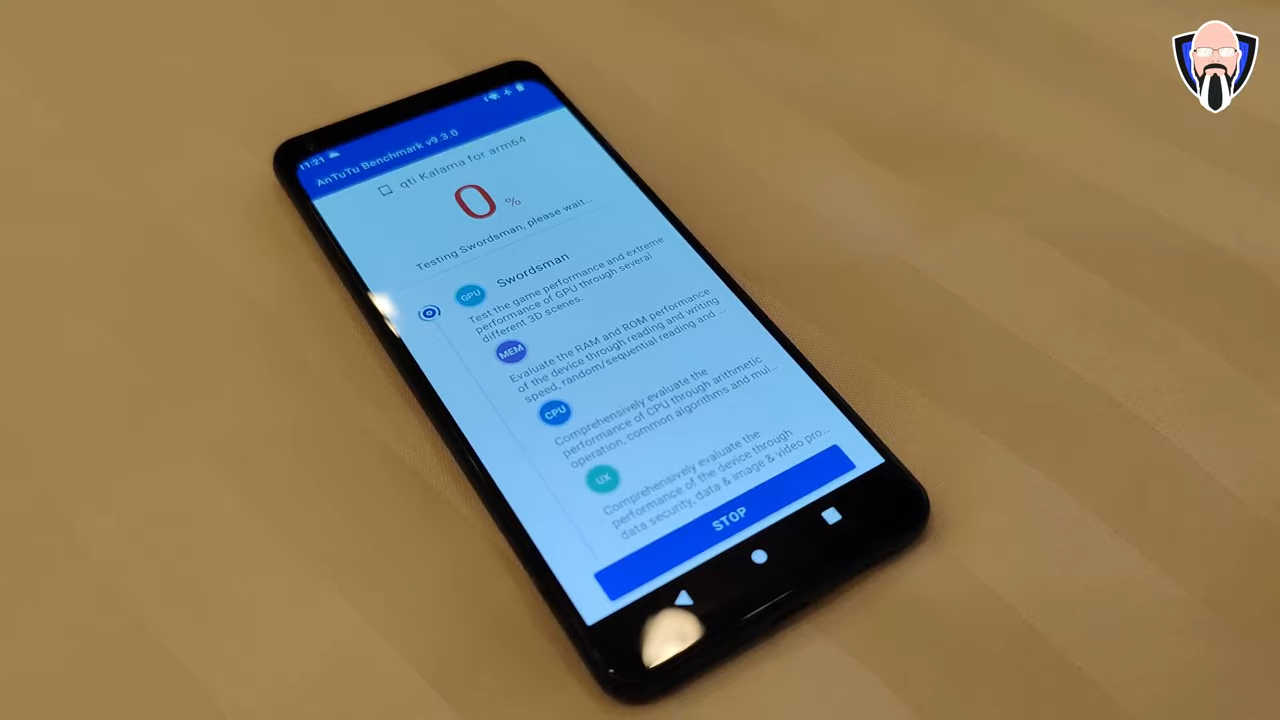 11:21
AnTuTu Benchmark v9.3.0
qti Kalama for arm64
0 %
Testing Swordsman, please wait...
GPU Swordsman
Test the game performance and extreme
performance of GPU through several
different 3D scenes.
MEM
Evaluate the RAM and ROM performance
of the device through reading and writing
speed, random/sequential reading and ...
CPU
Comprehensively evaluate the
performance of CPU through arithmetic
operation, common algorithms and mul...
UX
Comprehensively evaluate the
performance of the device through
data security, data & image & video pro...
STOP